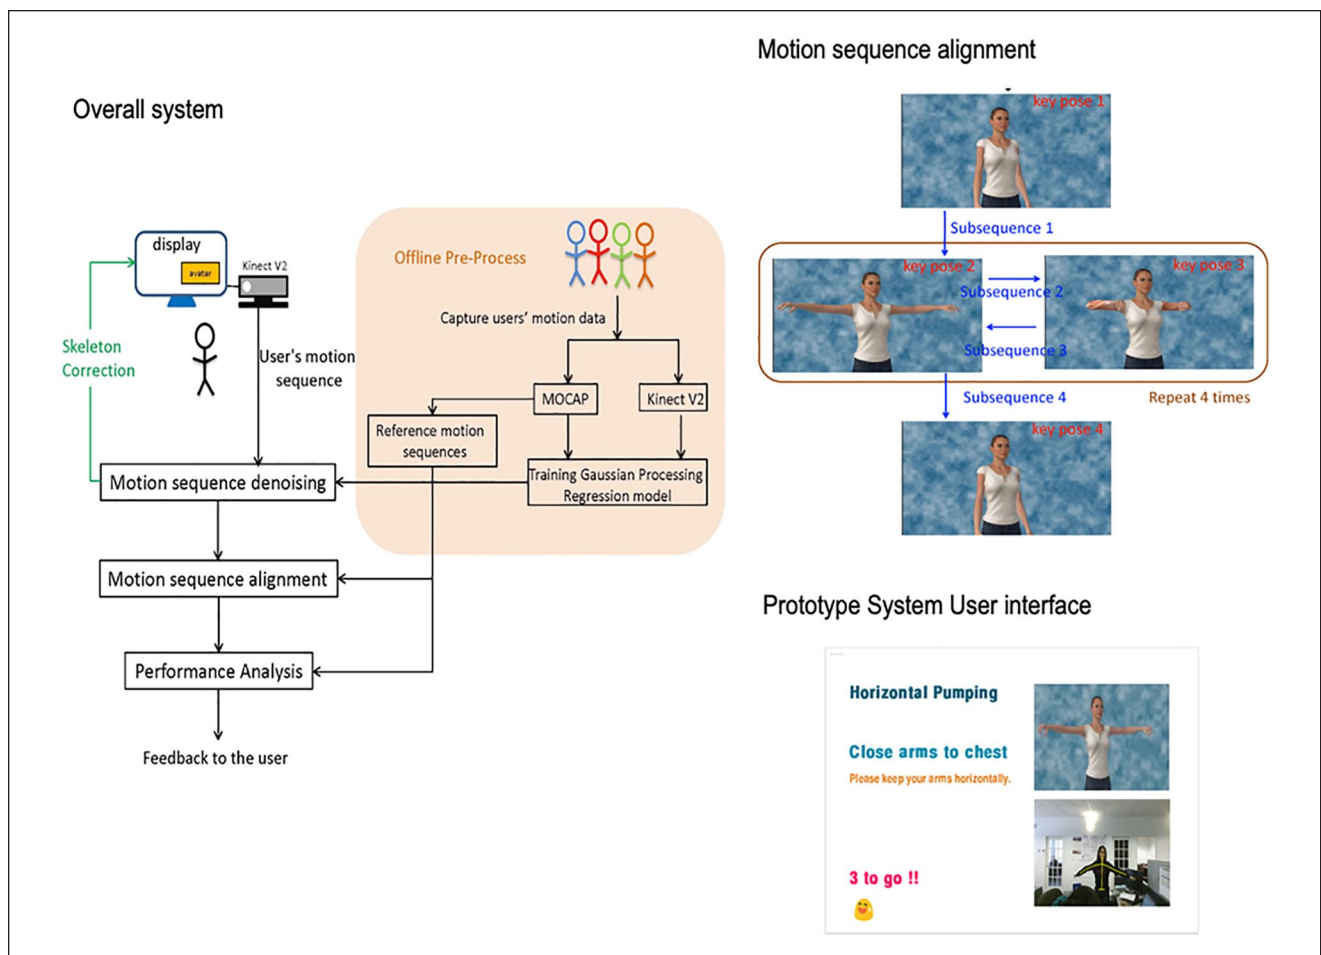 Overall system
display
avatar
Kinect V2
Skeleton
Correction
User's motion
sequence
Offline Pre-Process
Capture users' motion data
MOCAP
Kinect V2
Reference motion
sequences
Training Gaussian Processing
Regression model
Motion sequence denoising
Motion sequence alignment
Performance Analysis
Feedback to the user
Motion sequence alignment
key pose 1
Subsequence 1
key pose 2
Subsequence 2
key pose 3
Subsequence 3
Subsequence 4
Repeat 4 times
key pose 4
Prototype System User interface
Horizontal Pumping
Close arms to chest
Please keep your arms horizontally.
3 to go !!